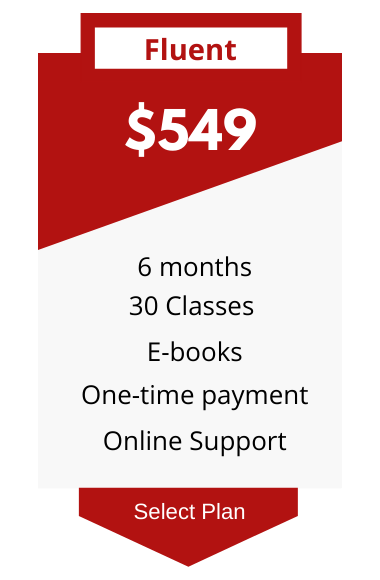 Fluent
$549
6 months
30 Classes
E-books
One-time payment
Online Support
Select Plan